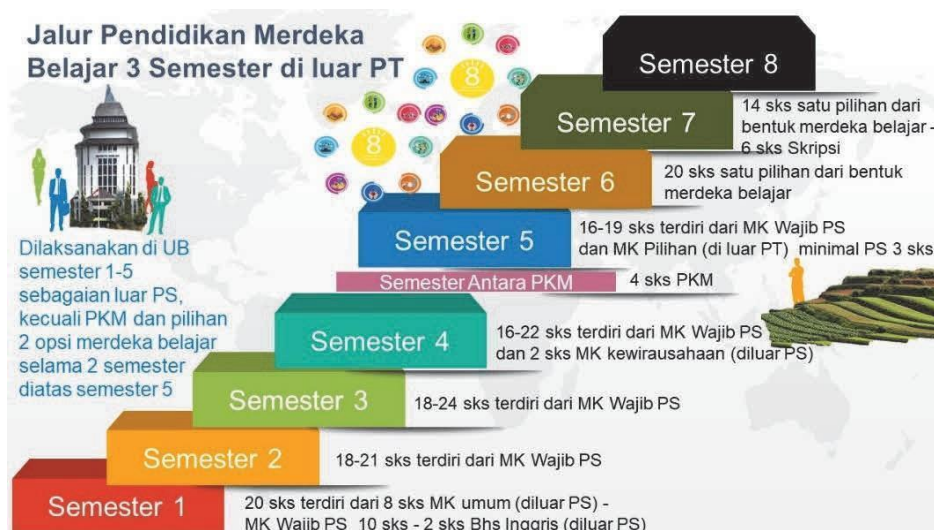 Jalur Pendidikan Merdeka
Belajar 3 Semester di luar PT
8
8
Dilaksanakan di UB
semester 1-5
sebagaian luar PS,
kecuali PKM dan pilihan
2 opsi merdeka belajar
selama 2 semester
diatas semester 5
Semester 8
Semester 7
14 sks satu pilihan dari
bentuk merdeka belajar -
6 sks Skripsi
Semester 6
20 sks satu pilihan dari bentuk
merdeka belajar
Semester 5
16-19 sks terdiri dari MK Wajib PS
dan MK Pilihan (di luar PT) minimal PS 3 sks
Semester Antara PKM
4 sks PKM
Semester 4
16-22 sks terdiri dari MK Wajib PS
dan 2 sks MK kewirausahaan (diluar PS)
Semester 3
18-24 sks terdiri dari MK Wajib PS
Semester 2
18-21 sks terdiri dari MK Wajib PS
Semester 1
20 sks terdiri dari 8 sks MK umum (diluar PS) -
MK Wajib PS 10 sks - 2 sks Bhs Inggris (diluar PS)